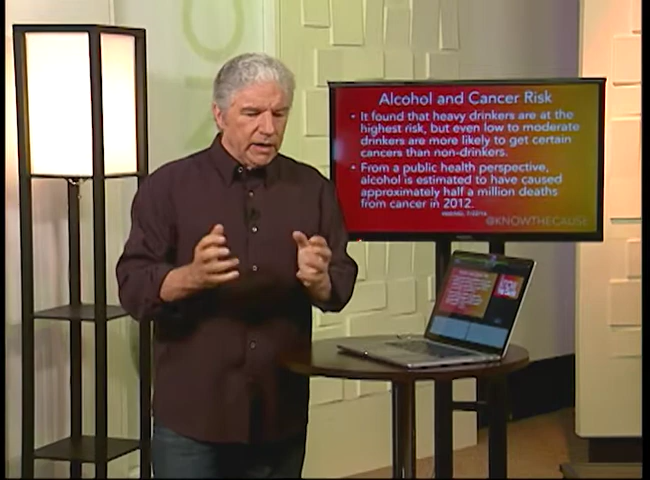 Alcohol and Cancer Risk
• It found that heavy drinkers are at the
highest risk, but even low to moderate
drinkers are more likely to get certain
cancers than non-drinkers.
• From a public health perspective,
alcohol is estimated to have caused
approximately half a million deaths
from cancer in 2012.
@KNOWTHECAUSE